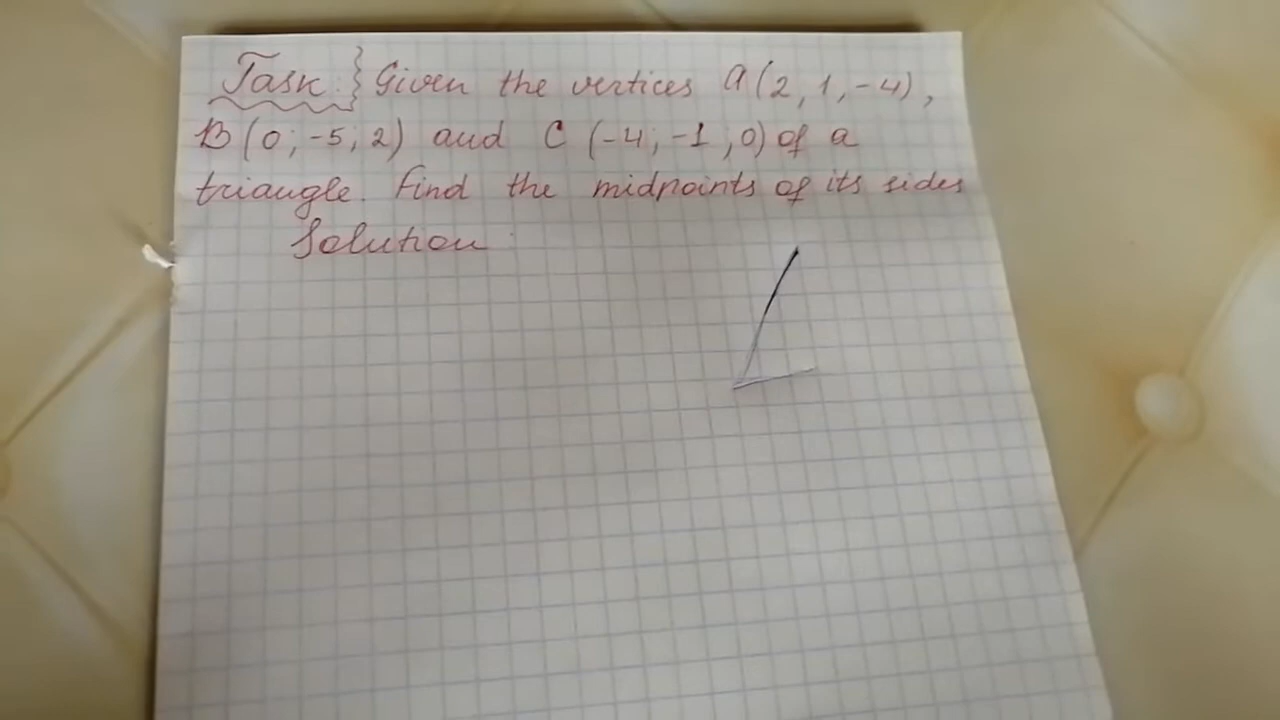 Task: } Given the vertices A(2, 1, -4),
B(0; -5; 2) and C (-4; -1; 0) of a
triangle. Find the midpoints of its sides
Solution: